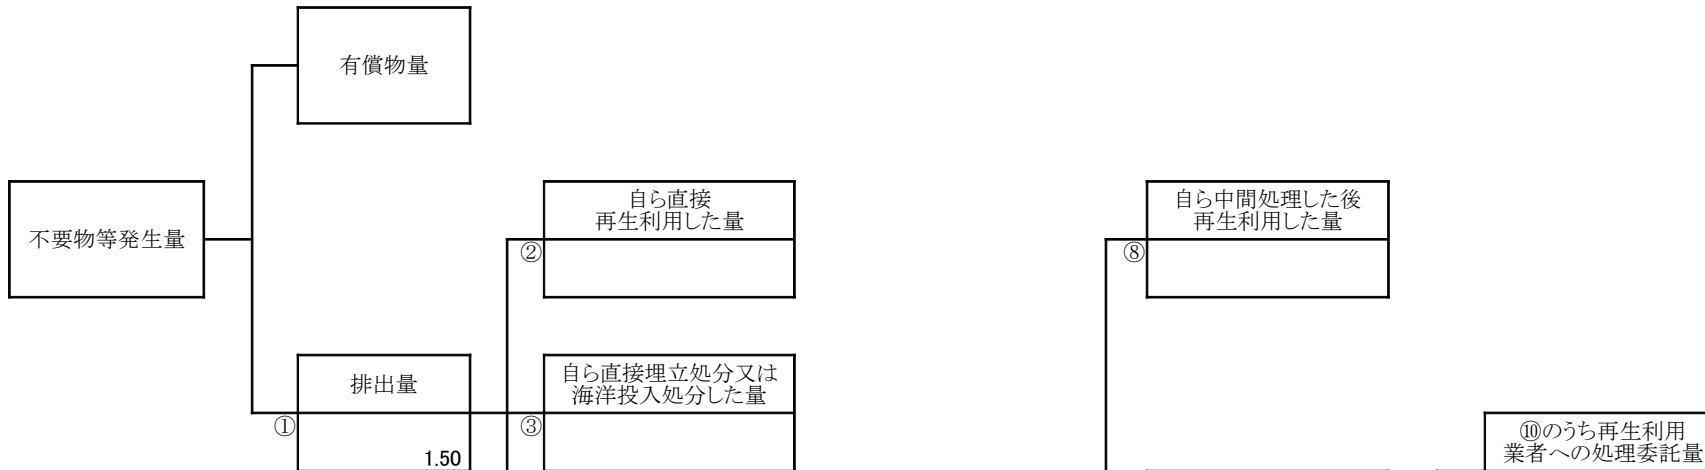 有償物量
不要物等発生量
自ら直接
再生利用した量
②
自ら中間処理した後
再生利用した量
⑧
排出量
①
1.50
自ら直接埋立処分又は
海洋投入処分した量
③
⑩のうち再生利用
業者への処理委託量